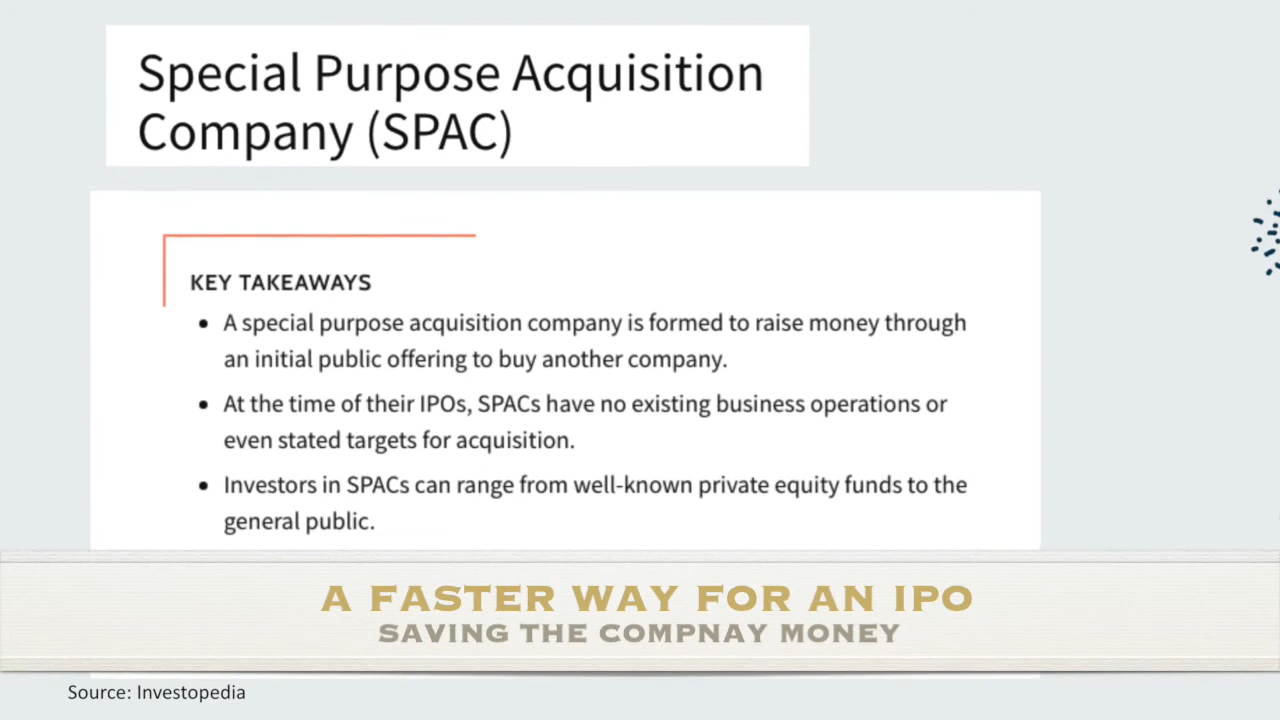 Special Purpose Acquisition
Company (SPAC)
KEY TAKEAWAYS
• A special purpose acquisition company is formed to raise money through
an initial public offering to buy another company.
• At the time of their IPOs, SPACs have no existing business operations or
even stated targets for acquisition.
• Investors in SPACs can range from well-known private equity funds to the
general public.
A FASTER WAY FOR AN IPO
SAVING THE COMPNAY MONEY
Source: Investopedia